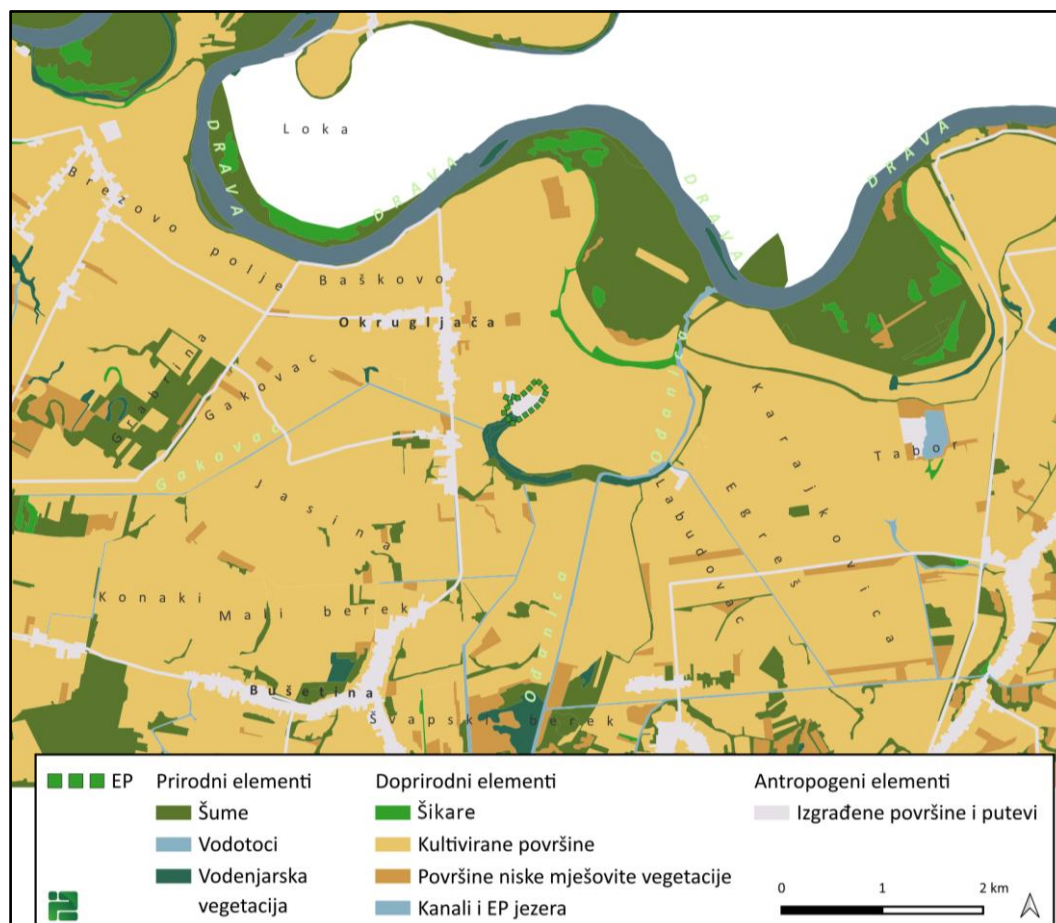 Loka
DRAVA
DRAVA
DRAVA
DRAVA
Brezovo polje
Baškovo
Okrugljača
Grabrina
Gakovac
Gakovac
Jasina
Odanica
Karajkovica
Tabor
Labudovac
Egreš
Konaki
Mali berek
Odanica
Bušetina
Švapski berek
EP
Prirodni elementi
Šume
Vodotoci
Vodenjarska
vegetacija
Doprirodni elementi
Šikare
Kultivirane površine
Površine niske mješovite vegetacije
Kanali i EP jezera
Antropogeni elementi
Izgrađene površine i putevi
0 1 2 km